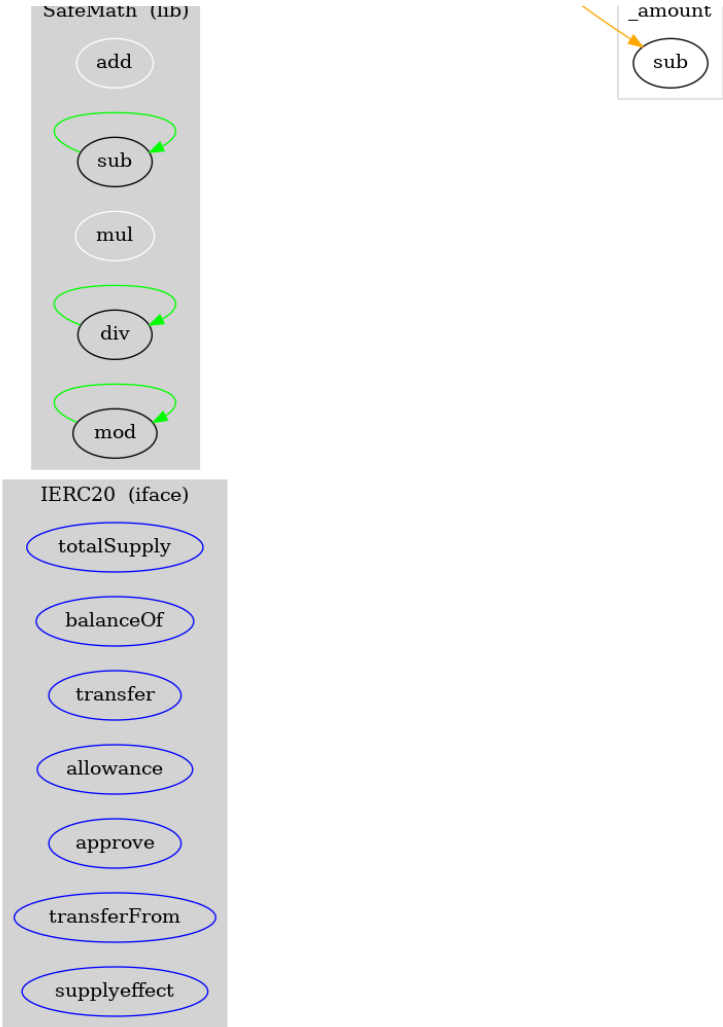 SafeMath (lib)
add
sub
mul
div
mod
_amount
sub
IERC20 (iface)
totalSupply
balanceOf
transfer
allowance
approve
transferFrom
supplyeffect